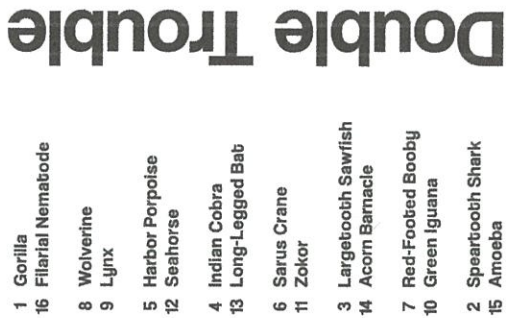 Double Trouble
1 Gorilla
16 Filarial Nematode
8 Wolverine
9 Lynx
5 Harbor Porpoise
12 Seahorse
4 Indian Cobra
13 Long-Legged Bat
6 Sarus Crane
11 Zokor
3 Largetooth Sawfish
14 Acorn Barnacle
7 Red-Footed Booby
10 Green Iguana
2 Speartooth Shark
15 Amoeba